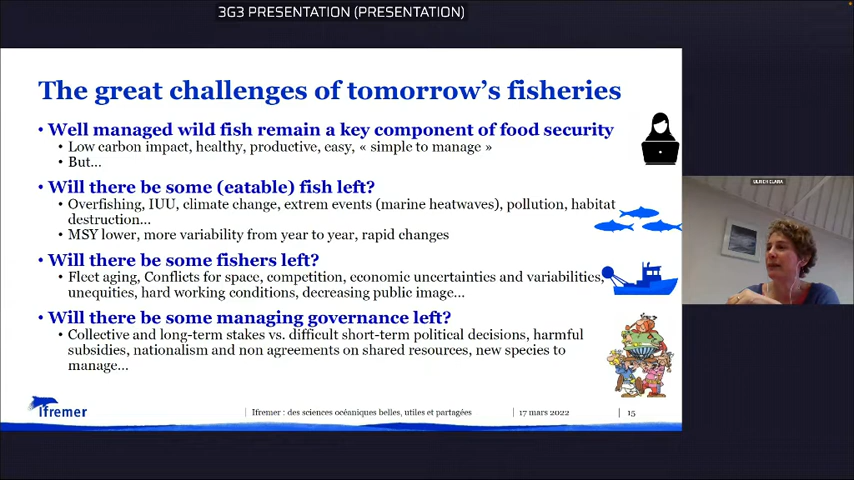 3G3 PRESENTATION (PRESENTATION)
The great challenges of tomorrow's fisheries
• Well managed wild fish remain a key component of food security
• Low carbon impact, healthy, productive, easy, « simple to manage »
• But...
• Will there be some (eatable) fish left?
• Overfishing, IUU, climate change, extrem events (marine heatwaves), pollution, habitat
destruction...
• MSY lower, more variability from year to year, rapid changes
• Will there be some fishers left?
• Fleet aging, Conflicts for space, competition, economic uncertainties and variabilities,
unequities, hard working conditions, decreasing public image...
• Will there be some managing governance left?
• Collective and long-term stakes vs. difficult short-term political decisions, harmful
subsidies, nationalism and non agreements on shared resources, new species to
manage...
ifremer
Ifremer : des sciences océaniques belles, utiles et partagées
17 mars 2022
15
ULRICH CLARA